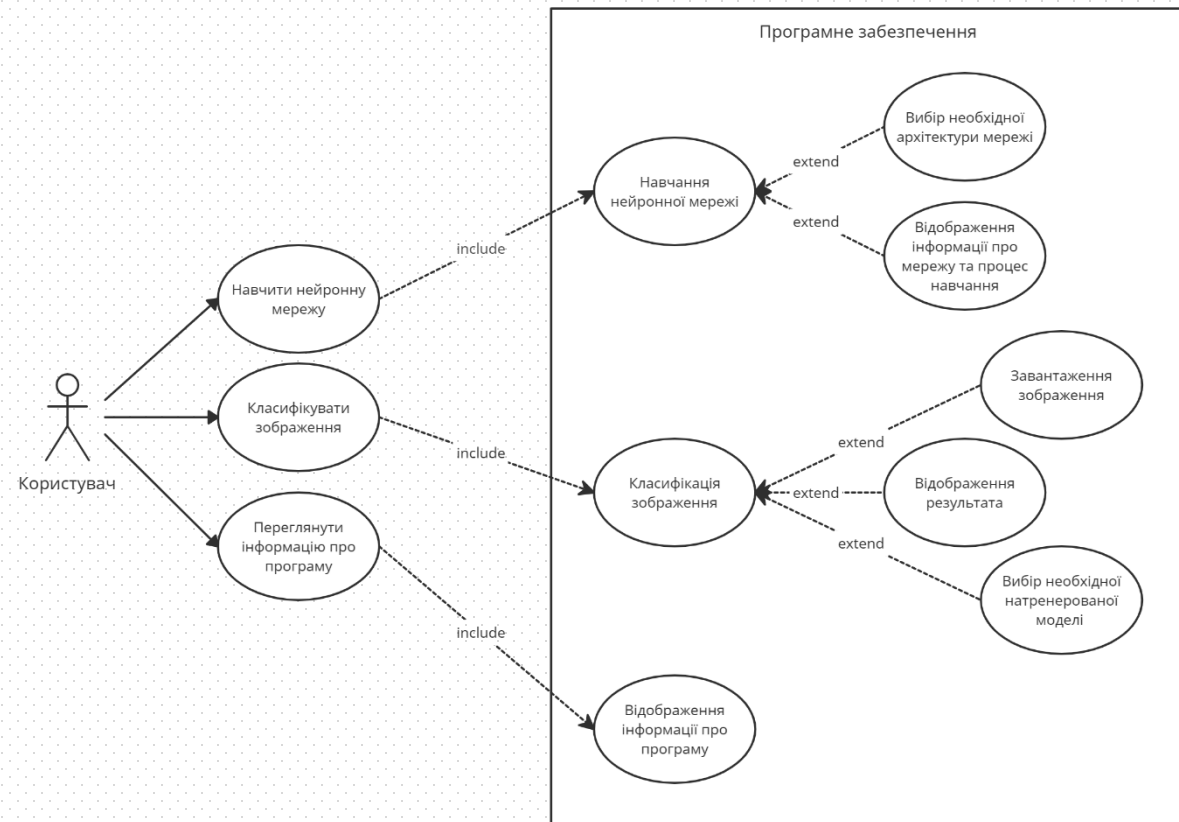 Програмне забезпечення
Вибір необхідної
архітектури мережі
extend
Навчання
нейронної мережі
extend
Відображення
інформації про
мережу та процес
навчання
include
Навчити нейронну
мережу
Завантаження
зображення
Класифікувати
зображення
extend
include
Користувач
Класифікація
зображення
extend
Відображення
результата
extend
Переглянути
інформацію про
програму
Вибір необхідної
натренерованої
моделі
include
Відображення
інформації про
програму